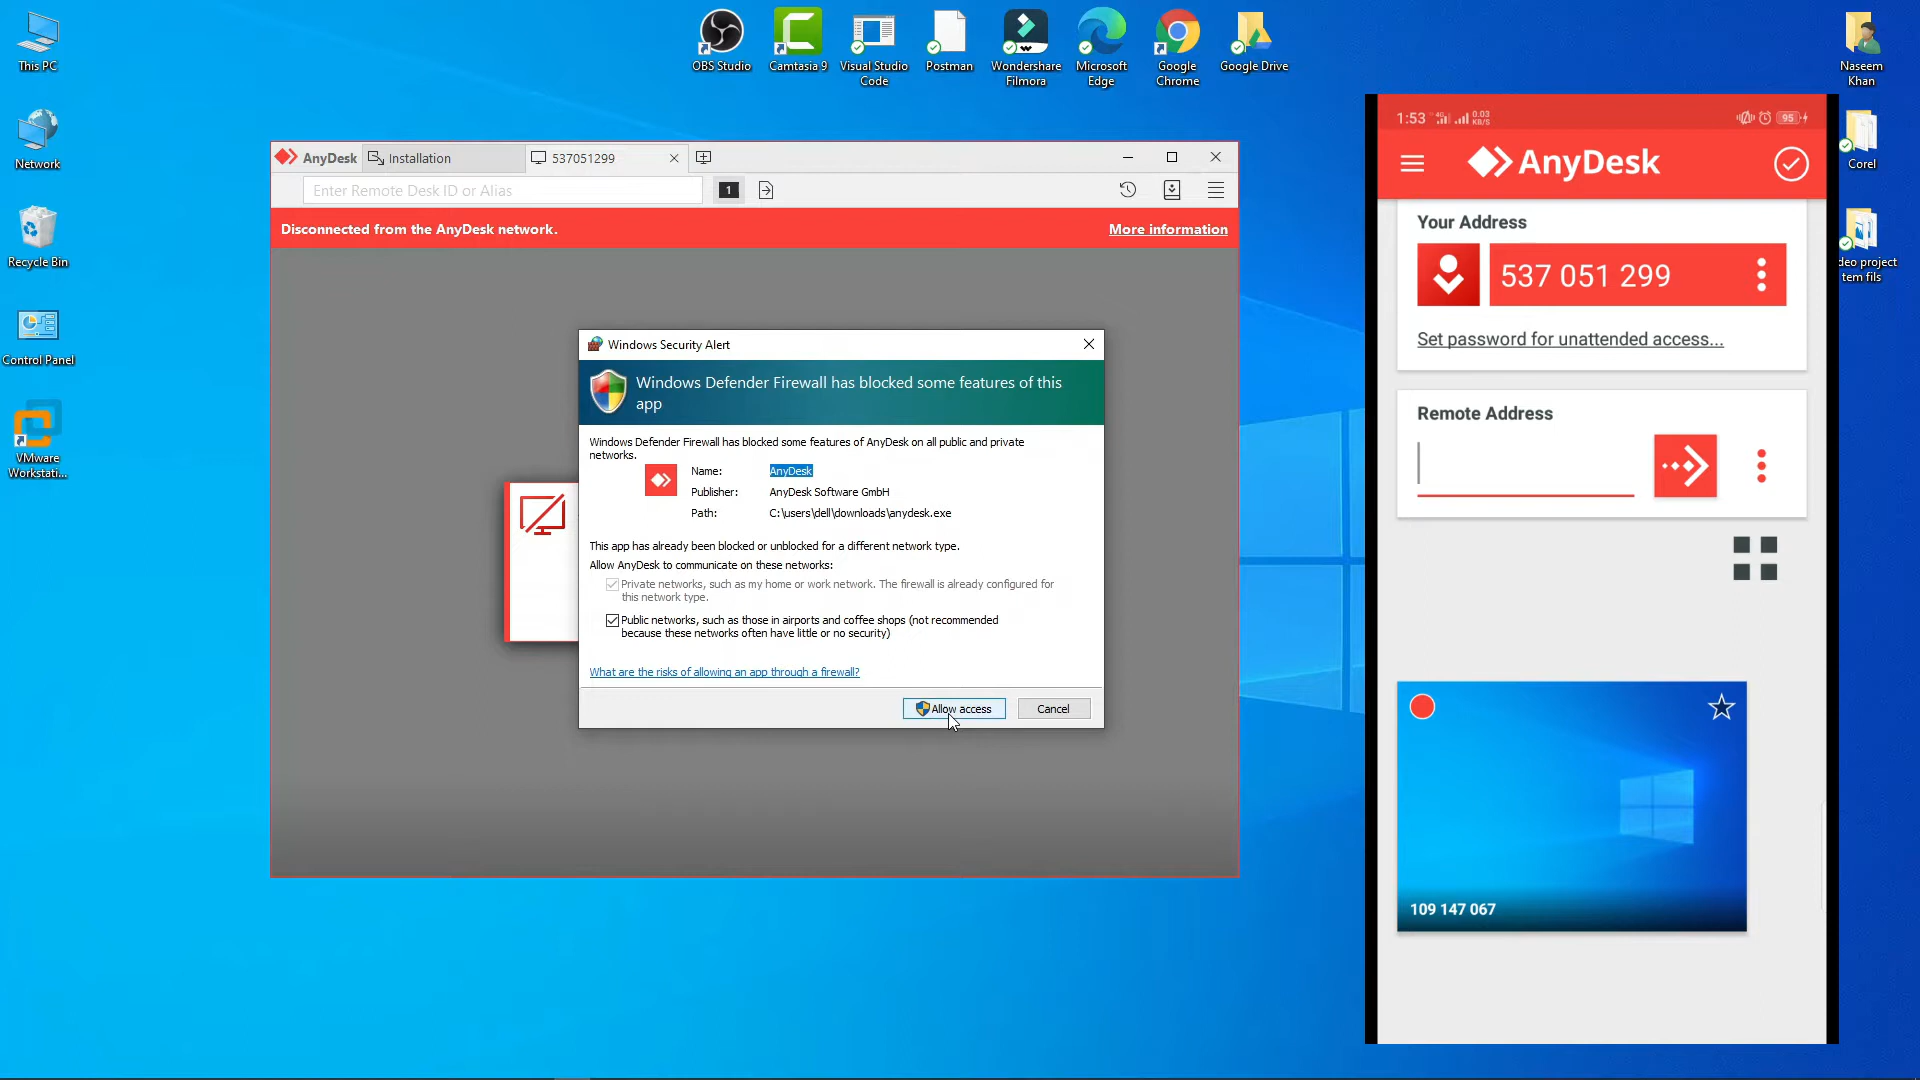 This PC
Network
Recycle Bin
Control Panel
VMware
Workstati...
OBS Studio
Camtasia 9
Visual Studio
Code
Postman
Wondershare
Filmora
Microsoft
Edge
Google
Chrome
Google Drive
Naseem
Khan
Corel
deo project
tem fils
AnyDesk
Installation
537051299
Enter Remote Desk ID or Alias
1
Disconnected from the AnyDesk network.
More information
Windows Security Alert
Windows Defender Firewall has blocked some features of this
app
Windows Defender Firewall has blocked some features of AnyDesk on all public and private
networks.
Name: AnyDesk
Publisher: AnyDesk Software GmbH
Path: C:\users\dell\downloads\anydesk.exe
This app has already been blocked or unblocked for a different network type.
Allow AnyDesk to communicate on these networks:
Private networks, such as my home or work network. The firewall is already configured for
this network type.
Public networks, such as those in airports and coffee shops (not recommended
because these networks often have little or no security)
What are the risks of allowing an app through a firewall?
Allow access
Cancel
1:53 4G 0.03
KB/S
95
AnyDesk
Your Address
537 051 299
Set password for unattended access...
Remote Address
109 147 067